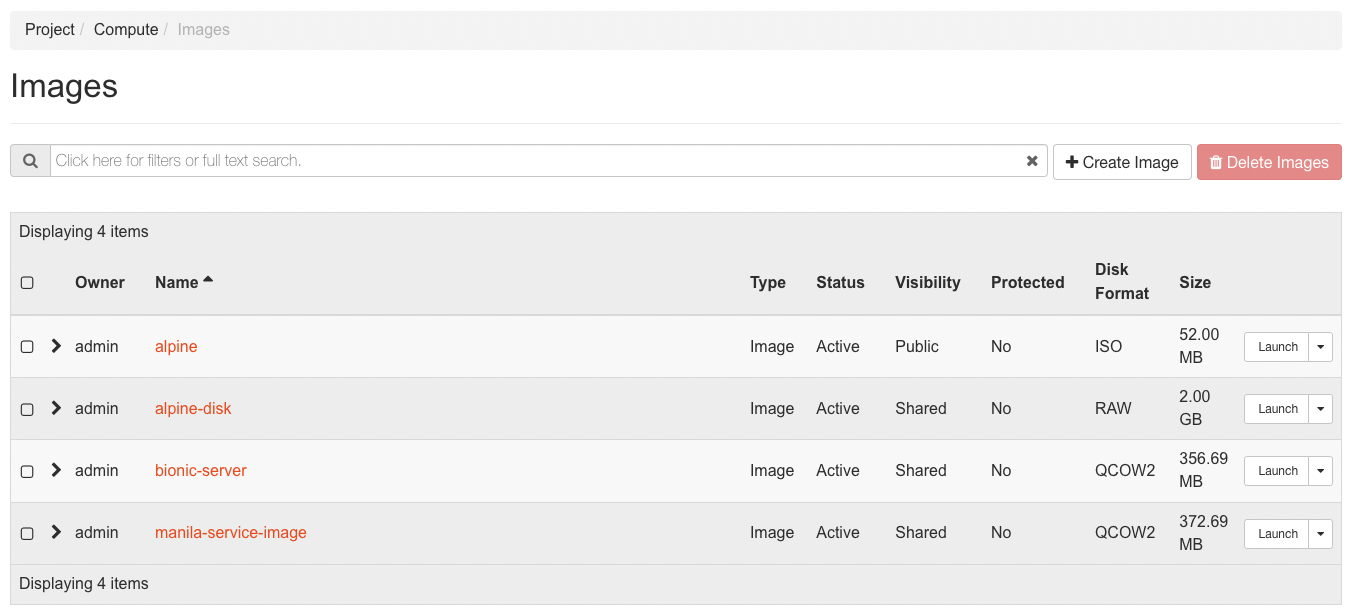 Project / Compute / Images
Images
Click here for filters or full text search.
Create Image
Delete Images
Displaying 4 items
Owner Name Type Status Visibility Protected Disk Format Size
admin alpine Image Active Public No ISO 52.00 MB Launch
admin alpine-disk Image Active Shared No RAW 2.00 GB Launch
admin bionic-server Image Active Shared No QCOW2 356.69 MB Launch
admin manila-service-image Image Active Shared No QCOW2 372.69 MB Launch
Displaying 4 items